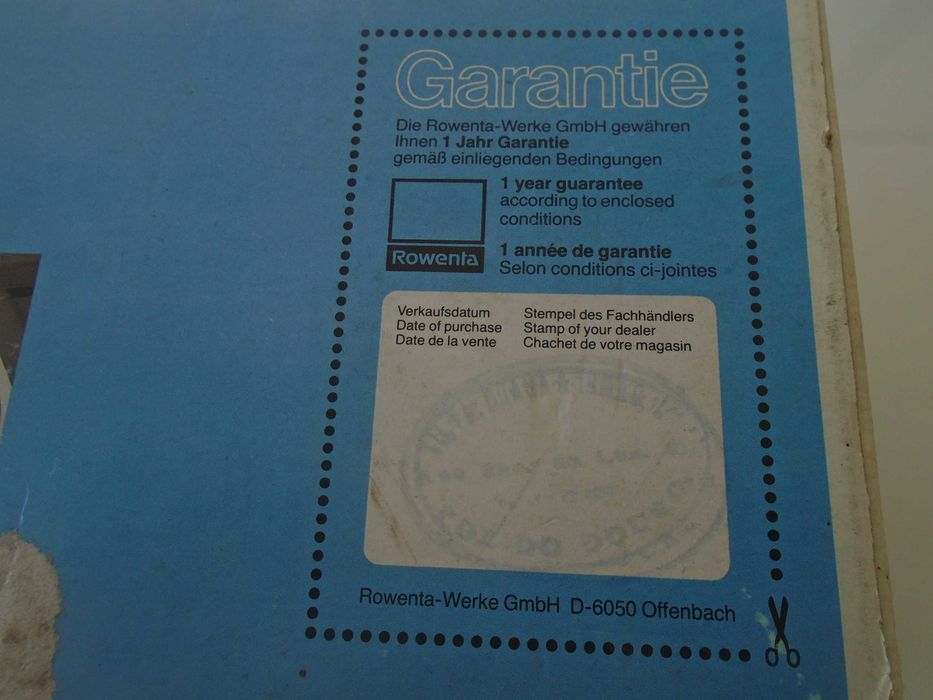 Garantie
Die Rowenta-Werke GmbH gewähren
Ihnen 1 Jahr Garantie
gemäß einliegenden Bedingungen
1 year guarantee
according to enclosed
conditions
Rowenta
1 année de garantie
Selon conditions ci-jointes
Verkaufsdatum
Date of purchase
Date de la vente
Stempel des Fachhändlers
Stamp of your dealer
Chachet de votre magasin
Rowenta-Werke GmbH D-6050 Offenbach